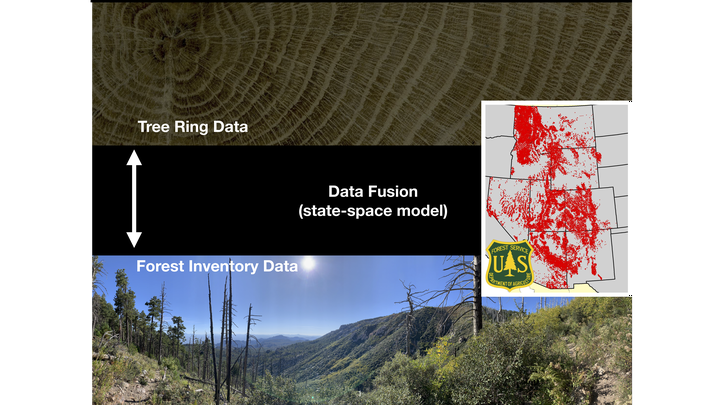 Tree Ring Data
Data Fusion
(state-space model)
Forest Inventory Data
FOREST SERVICE
U S
DEPARTMENT OF AGRICULTURE